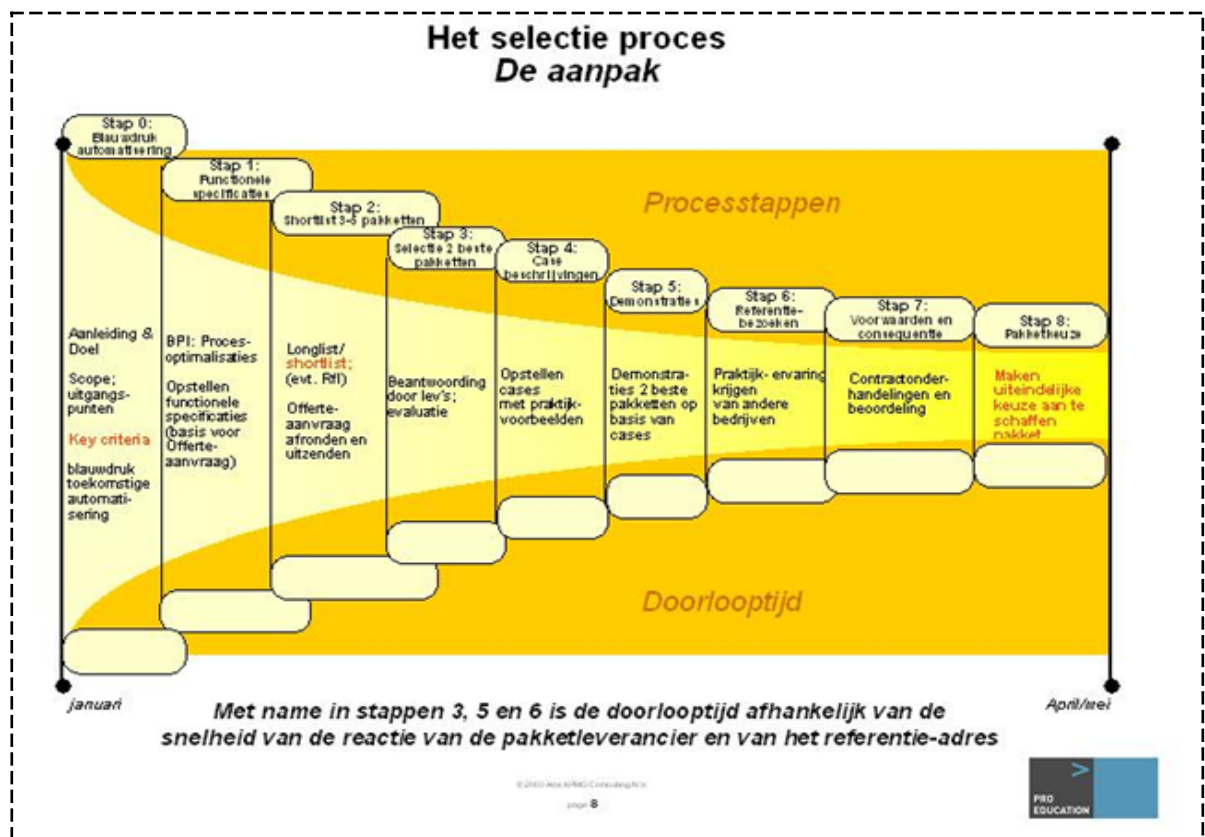 Het selectie proces
De aanpak
Stap 0:
Blauwdruk
automatisering
Stap 1:
Functionele
specificaties
Stap 2:
Shortlist 3-5 pakketten
Stap 3:
Selectie 2 beste
pakketten
Stap 4:
Case
beschrijvingen
Stap 5:
Demonstraties
Stap 6:
Referentie-
bezoeken
Stap 7:
Voorwaarden en
consequentie
Stap 8:
Pakketkeuze
Processtappen
Aanleiding &
Doel
Scope;
uitgangs-
punten
Key criteria
blauwdruk
toekomstige
automati-
sering
BPI: Proces-
optimalisaties
Opstellen
functionele
specificaties
(basis voor
Offerte-
aanvraag)
Longlist/
shortlist;
(evt. RfI)
Offerte-
aanvraag
afronden en
uitzenden
Beantwoording
door lev's;
evaluatie
Opstellen
cases
met praktijk-
voorbeelden
Demonstra-
ties 2 beste
pakketten op
basis van
cases
Praktijk- ervaring
krijgen
van andere
bedrijven
Contractonder-
handelingen en
beoordeling
Maken
uiteindelijke
keuze aan te
schaffen
pakket
Doorlooptijd
januari
April/mei
Met name in stappen 3, 5 en 6 is de doorlooptijd afhankelijk van de
snelheid van de reactie van de pakketleverancier en van het referentie-adres
KPMG Consulting N.V.
page 8
PRO
EDUCATION